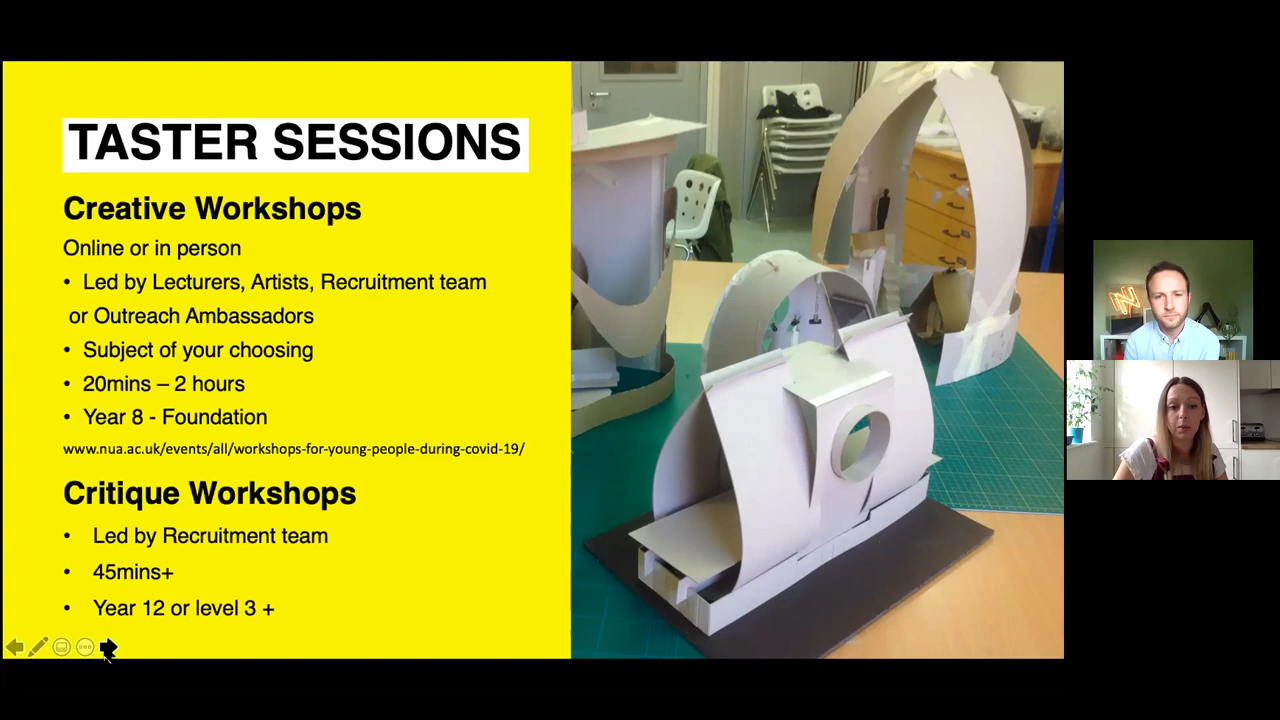 TASTER SESSIONS
Creative Workshops
Online or in person
• Led by Lecturers, Artists, Recruitment team
or Outreach Ambassadors
• Subject of your choosing
• 20mins – 2 hours
• Year 8 - Foundation
www.nua.ac.uk/events/all/workshops-for-young-people-during-covid-19/
Critique Workshops
• Led by Recruitment team
• 45mins+
• Year 12 or level 3 +
N